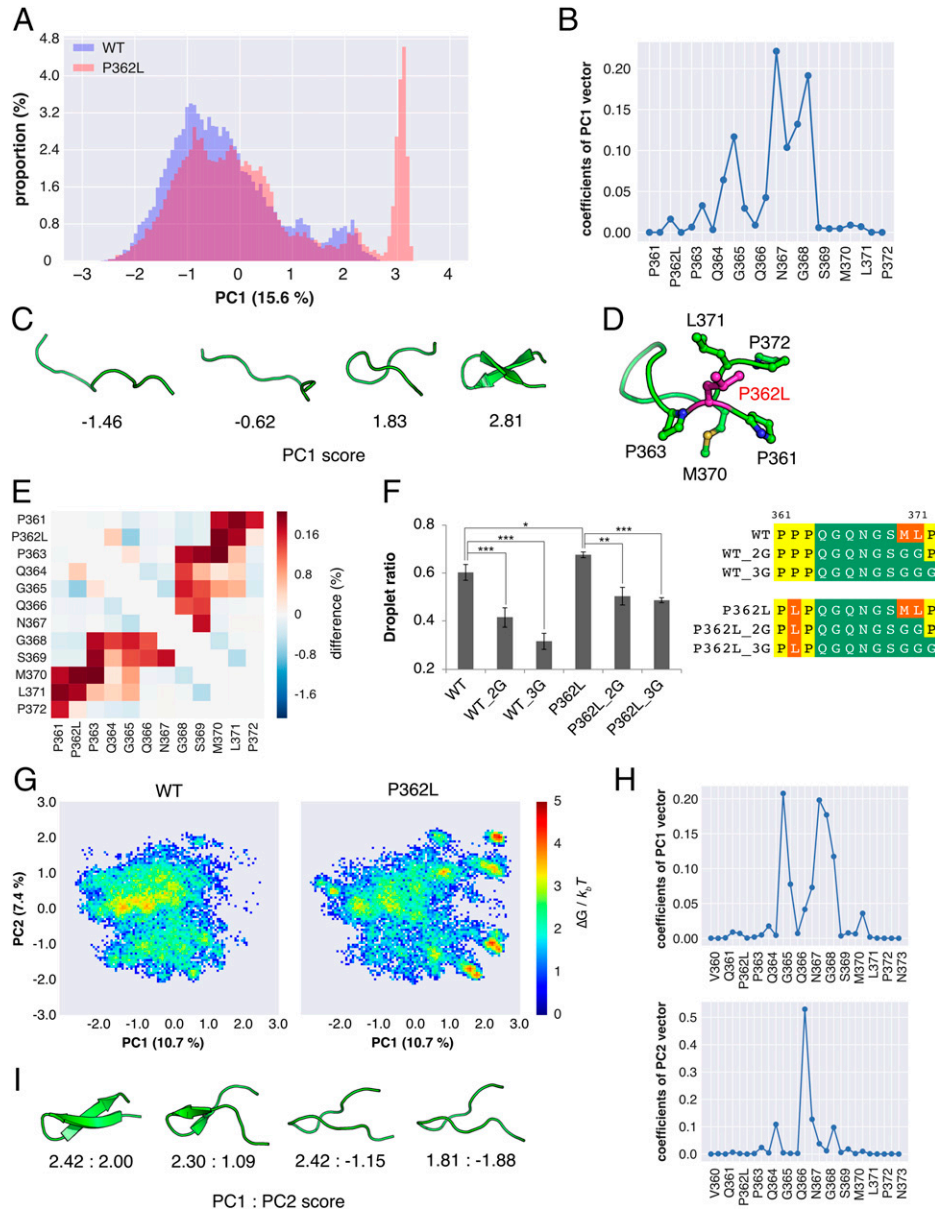 A
4.8
4.0
3.2
2.4
1.6
0.8
0
proportion (%)
WT
P362L
−3 −2 −1 0 1 2 3 4
PC1 (15.6 %)
B
0.20
0.15
0.10
0.05
0.00
coefficients of PC1 vector
P361 P362L P363 Q364 G365 Q366 N367 G368 S369 M370 L371 P372
C
-1.46 -0.62 1.83 2.81
PC1 score
D
L371
P372
P362L
P363
P361
M370
E
P361
P362L
P363
Q364
G365
Q366
N367
G368
S369
M370
L371
P372
P361 P362L P363 Q364 G365 Q366 N367 G368 S369 M370 L371 P372
0.16
0.8
0
-0.8
-1.6
difference (%)
F
0.8
0.6
0.4
0.2
Droplet ratio
* *** *** ** ***
WT WT_2G WT_3G P362L P362L_2G P362L_3G
361 371
WT PPPQGQNGSMLP
WT_2G PPPQGQNGSGGP
WT_3G PPPQGQNGSGGG
P362L PLPQGQNGSMLP
P362L_2G PLPQGQNGSGGP
P362L_3G PLPQGQNGSGGG
G
WT P362L
3.0
2.0
1.0
0.0
-1.0
-2.0
-3.0
PC2 (7.4 %)
-2.0 -1.0 0.0 1.0 2.0 3.0
PC1 (10.7 %)
-2.0 -1.0 0.0 1.0 2.0 3.0
PC1 (10.7 %)
5
4
3
2
1
0
ΔG / kbT
H
0.20
0.15
0.10
0.05
0.00
coefficients of PC1 vector
V360 Q361 P362L P363 Q364 G365 Q366 N367 G368 S369 M370 L371 P372 N373
0.5
0.4
0.3
0.2
0.1
0.0
coefficients of PC2 vector
V360 Q361 P362L P363 Q364 G365 Q366 N367 G368 S369 M370 L371 P372 N373
I
2.42 : 2.00 2.30 : 1.09 2.42 : -1.15 1.81 : -1.88
PC1 : PC2 score